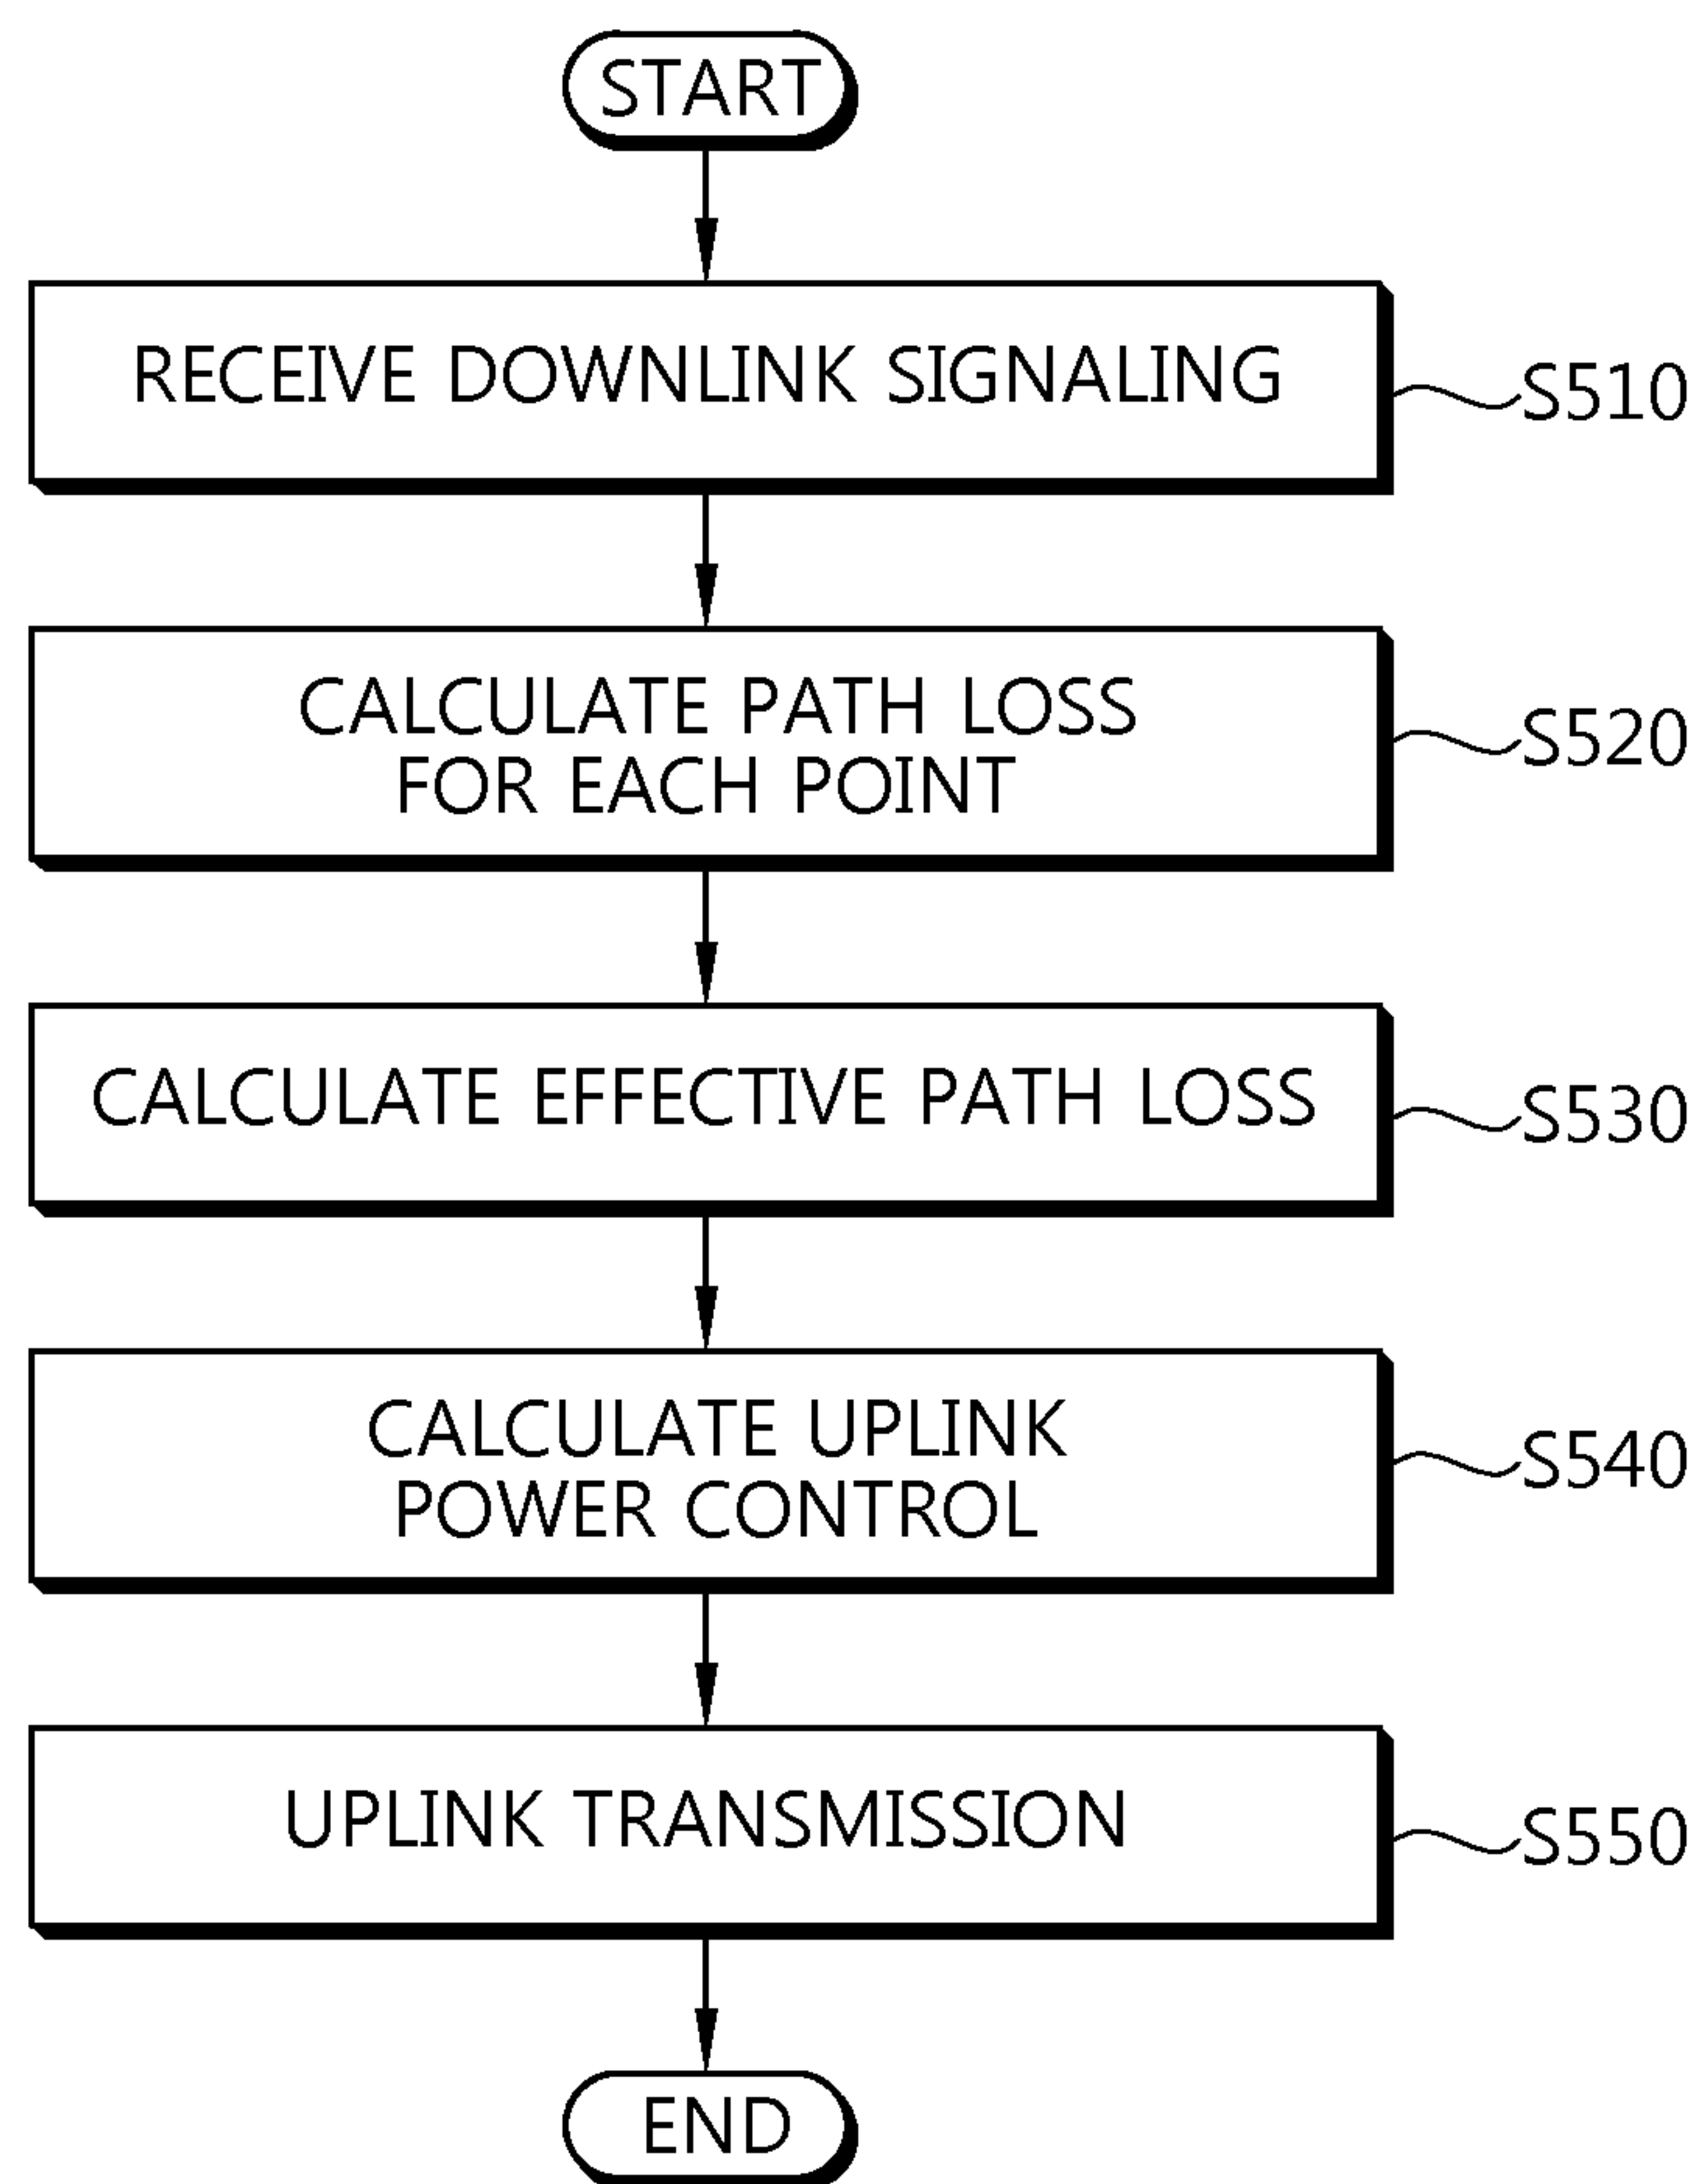 START
RECEIVE DOWNLINK SIGNALING
S510
CALCULATE PATH LOSS
FOR EACH POINT
S520
CALCULATE EFFECTIVE PATH LOSS
S530
CALCULATE UPLINK
POWER CONTROL
S540
UPLINK TRANSMISSION
S550
END